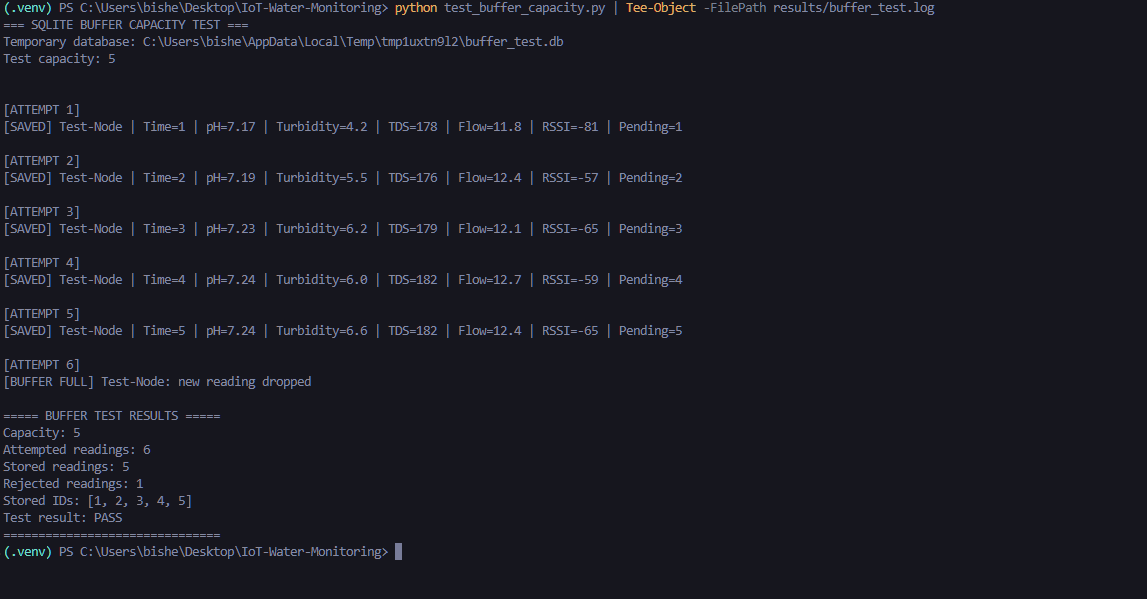 (.venv) PS C:\Users\bishe\Desktop\IoT-Water-Monitoring> python test_buffer_capacity.py | Tee-Object -FilePath results/buffer_test.log
=== SQLITE BUFFER CAPACITY TEST ===
Temporary database: C:\Users\bishe\AppData\Local\Temp\tmp1uxtn9l2\buffer_test.db
Test capacity: 5
[ATTEMPT 1]
[SAVED] Test-Node | Time=1 | pH=7.17 | Turbidity=4.2 | TDS=178 | Flow=11.8 | RSSI=-81 | Pending=1
[ATTEMPT 2]
[SAVED] Test-Node | Time=2 | pH=7.19 | Turbidity=5.5 | TDS=176 | Flow=12.4 | RSSI=-57 | Pending=2
[ATTEMPT 3]
[SAVED] Test-Node | Time=3 | pH=7.23 | Turbidity=6.2 | TDS=179 | Flow=12.1 | RSSI=-65 | Pending=3
[ATTEMPT 4]
[SAVED] Test-Node | Time=4 | pH=7.24 | Turbidity=6.0 | TDS=182 | Flow=12.7 | RSSI=-59 | Pending=4
[ATTEMPT 5]
[SAVED] Test-Node | Time=5 | pH=7.24 | Turbidity=6.6 | TDS=182 | Flow=12.4 | RSSI=-65 | Pending=5
[ATTEMPT 6]
[BUFFER FULL] Test-Node: new reading dropped
===== BUFFER TEST RESULTS =====
Capacity: 5
Attempted readings: 6
Stored readings: 5
Rejected readings: 1
Stored IDs: [1, 2, 3, 4, 5]
Test result: PASS
===============================
(.venv) PS C:\Users\bishe\Desktop\IoT-Water-Monitoring>